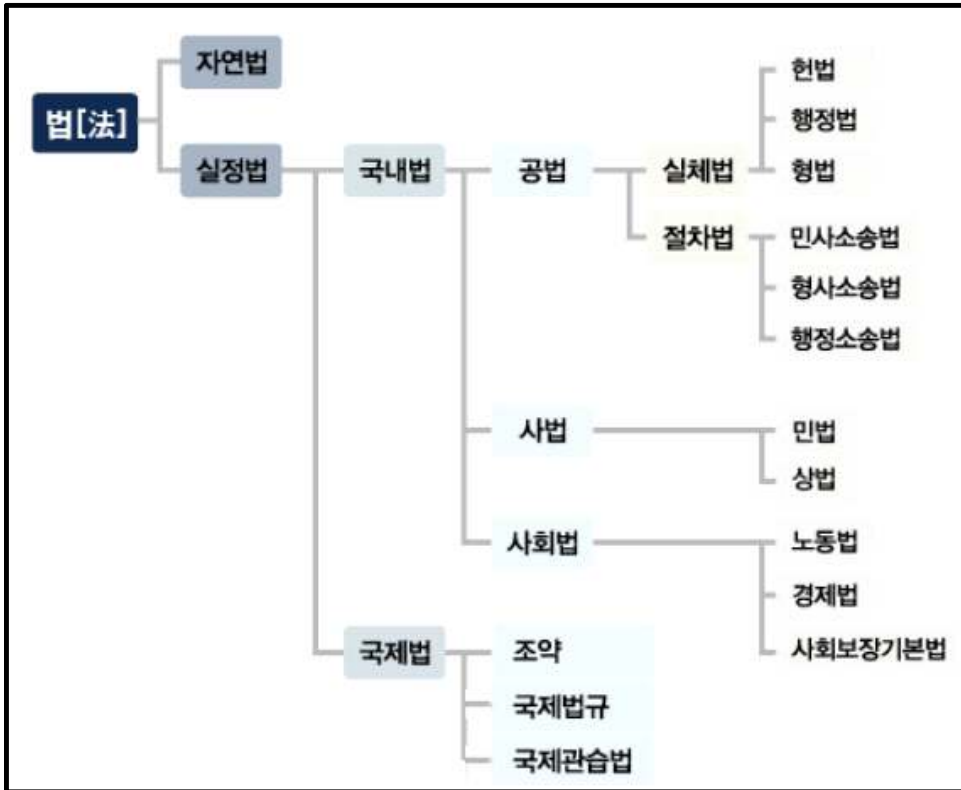 법[法]
자연법
실정법
국내법
공법
실체법
헌법
행정법
형법
절차법
민사소송법
형사소송법
행정소송법
사법
민법
상법
사회법
노동법
경제법
사회보장기본법
국제법
조약
국제법규
국제관습법